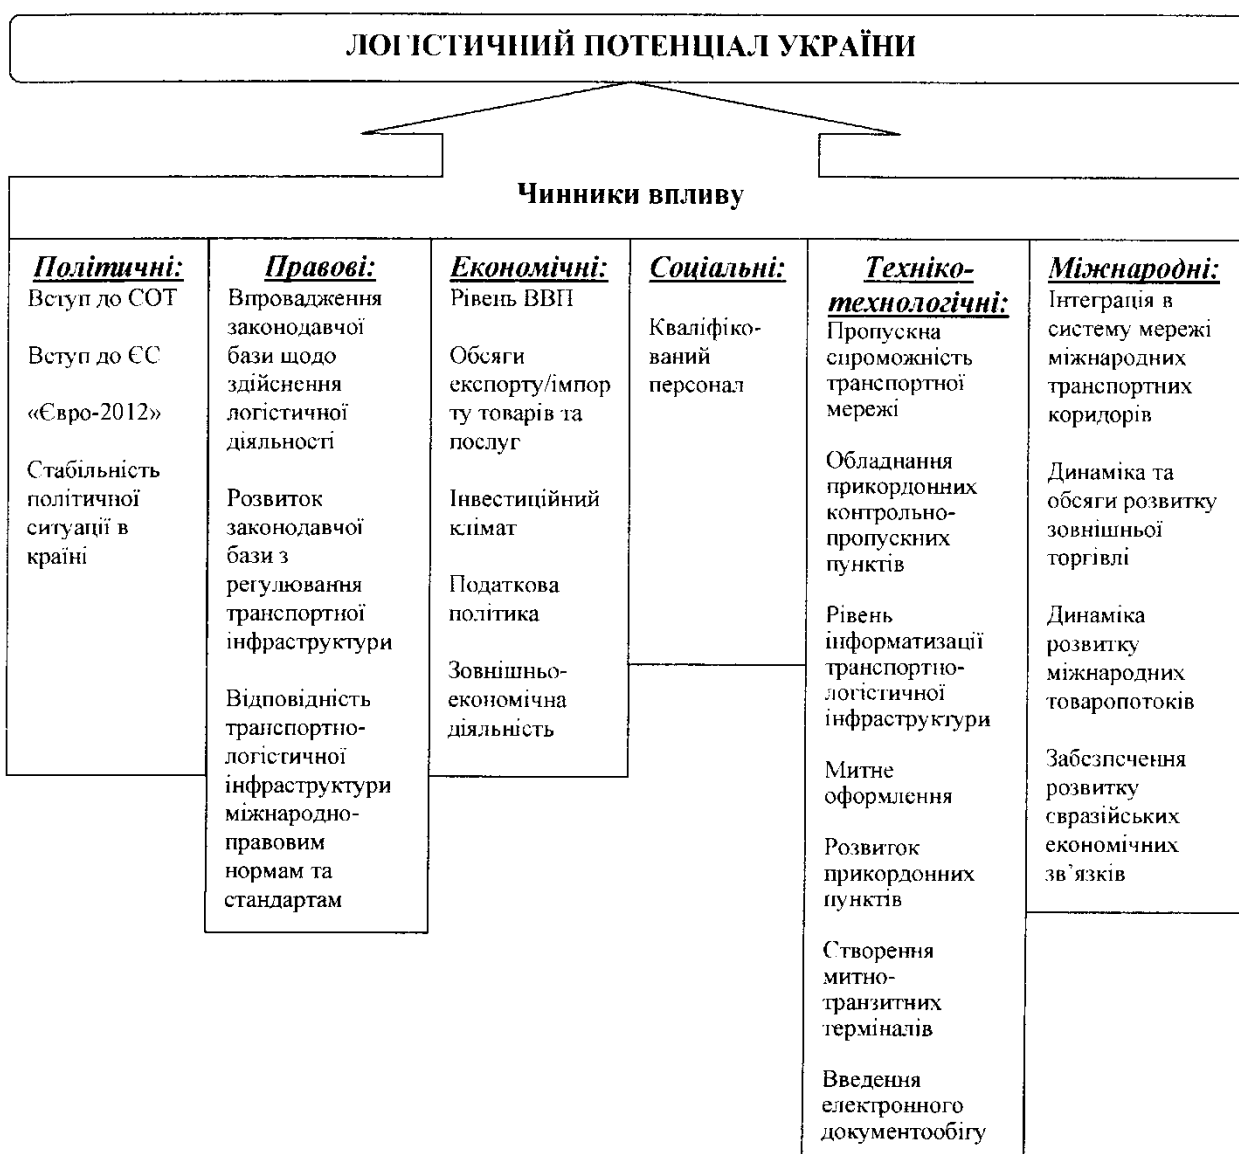 ЛОГІСТИЧНИЙ ПОТЕНЦІАЛ УКРАЇНИ
Чинники впливу
Політичні:
Вступ до СОТ
Вступ до ЄС
«Євро-2012»
Стабільність
політичної
ситуації в
країні
Правові:
Впровадження
законодавчої
бази щодо
здійснення
логістичної
діяльності
Розвиток
законодавчої
бази з
регулювання
транспортної
інфраструктури
Відповідність
транспортно-
логістичної
інфраструктури
міжнародно-
правовим
нормам та
стандартам
Економічні:
Рівень ВВП
Обсяги
експорту/імпор
ту товарів та
послуг
Інвестиційний
клімат
Податкова
політика
Зовнішньо-
економічна
діяльність
Соціальні:
Кваліфіко-
ваний
персонал
Техніко-
технологічні:
Пропускна
спроможність
транспортної
мережі
Обладнання
прикордонних
контрольно-
пропускних
пунктів
Рівень
інформатизації
транспортно-
логістичної
інфраструктури
Митне
оформлення
Розвиток
прикордонних
пунктів
Створення
митно-
транзитних
терміналів
Введення
електронного
документообігу
Міжнародні:
Інтеграція в
систему мережі
міжнародних
транспортних
коридорів
Динаміка та
обсяги розвитку
зовнішньої
торгівлі
Динаміка
розвитку
міжнародних
товаропотоків
Забезпечення
розвитку
євразійських
економічних
зв’язків